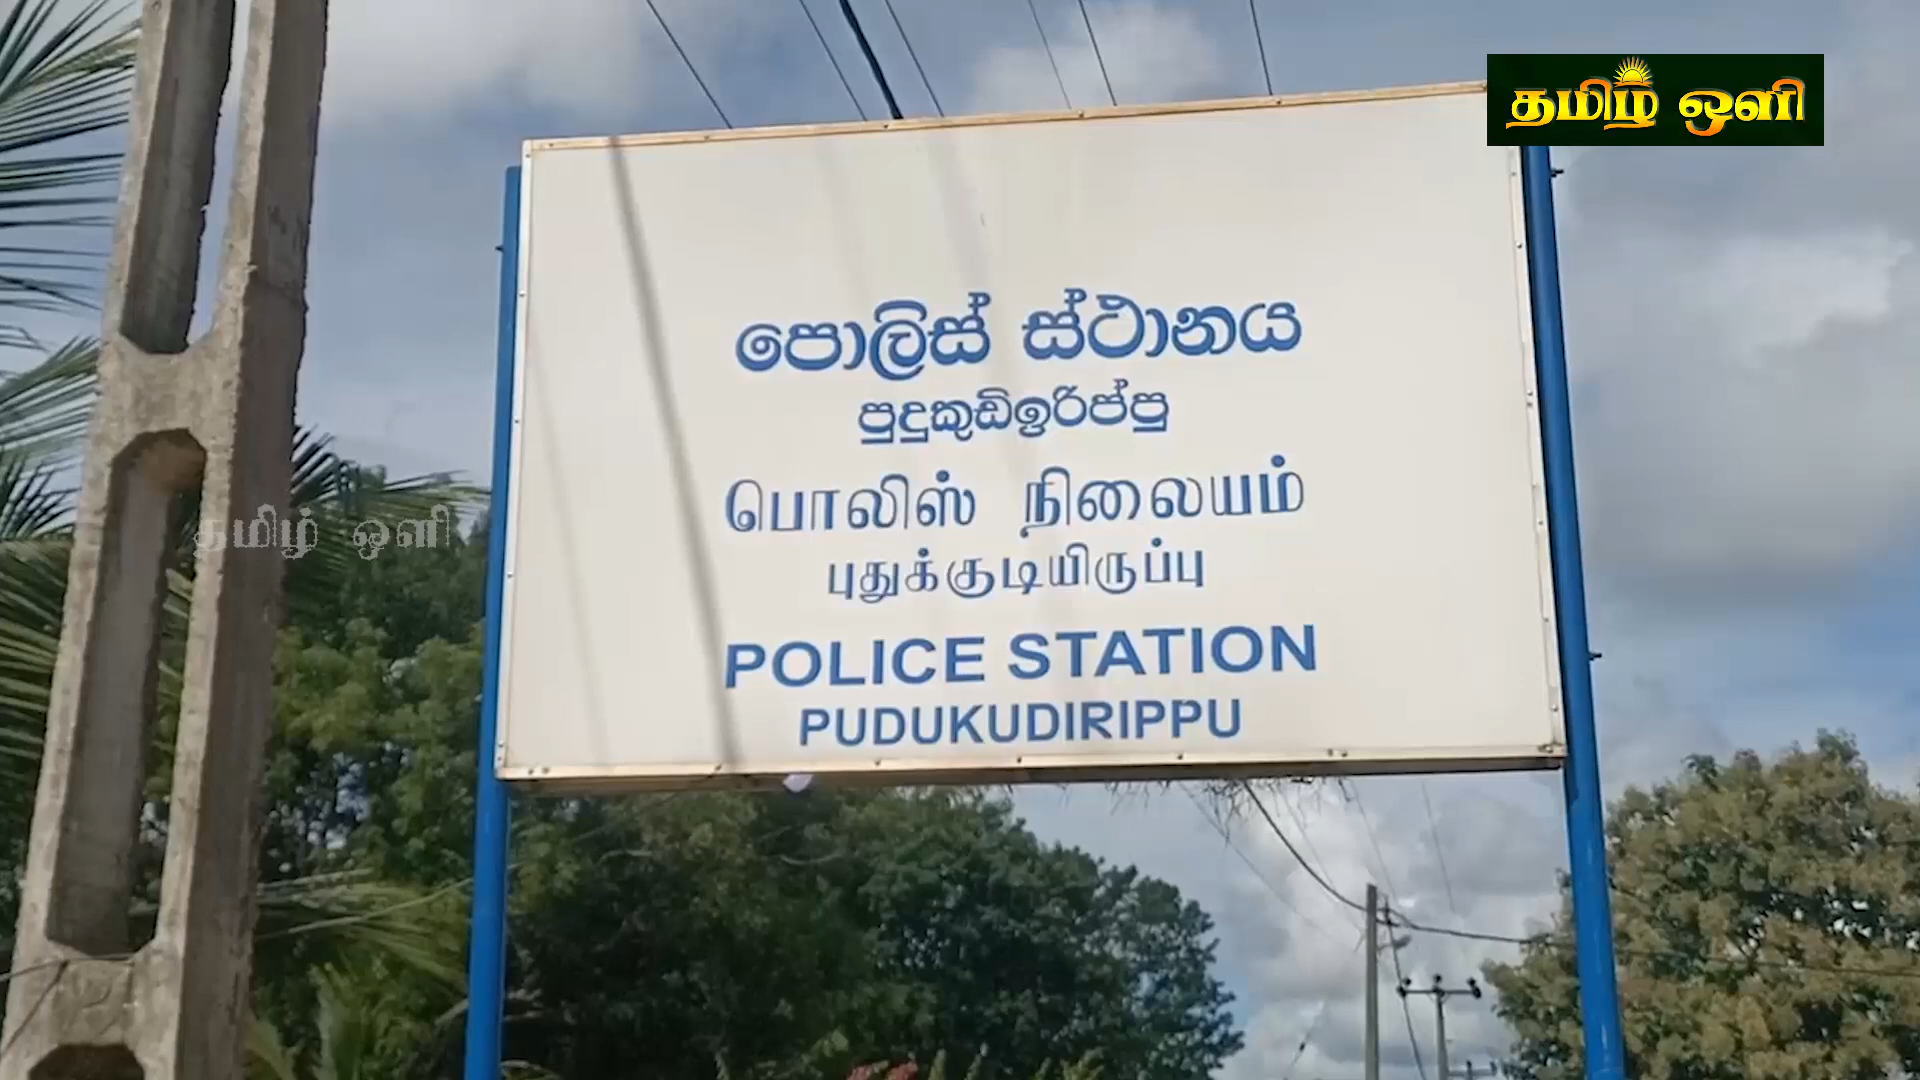 தமிழ் ஒளி
පොලිස් ස්ථානය
පුදුකුඩිඉරිප්පු
பொலிஸ் நிலையம்
புதுக்குடியிருப்பு
POLICE STATION
PUDUKUDIRIPPU
தமிழ் ஒளி